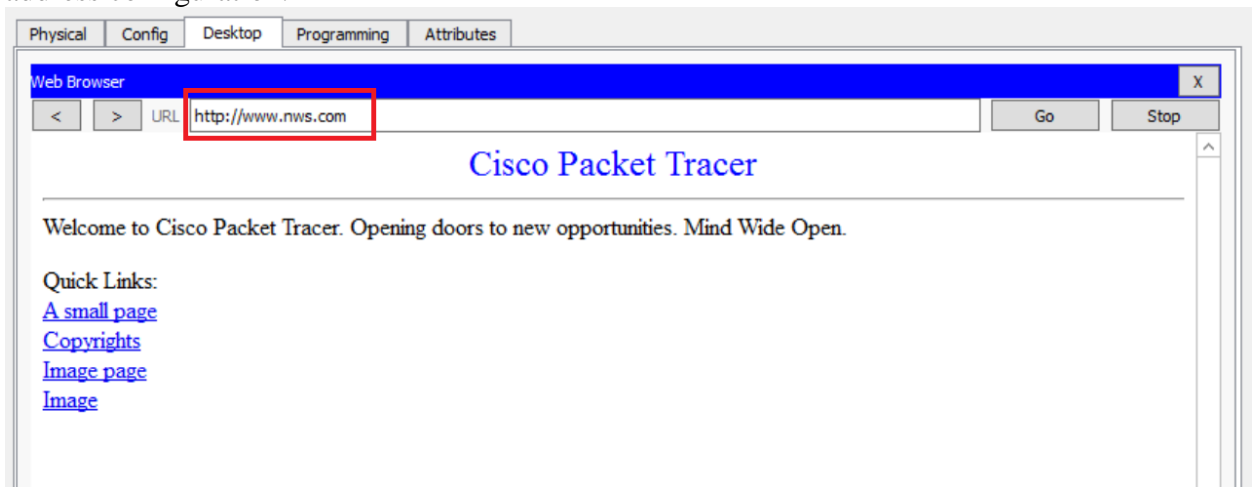 Physical Config Desktop Programming Attributes
Web Browser X
< > URL http://www.nws.com Go Stop
Cisco Packet Tracer
Welcome to Cisco Packet Tracer. Opening doors to new opportunities. Mind Wide Open.
Quick Links:
A small page
Copyrights
Image page
Image